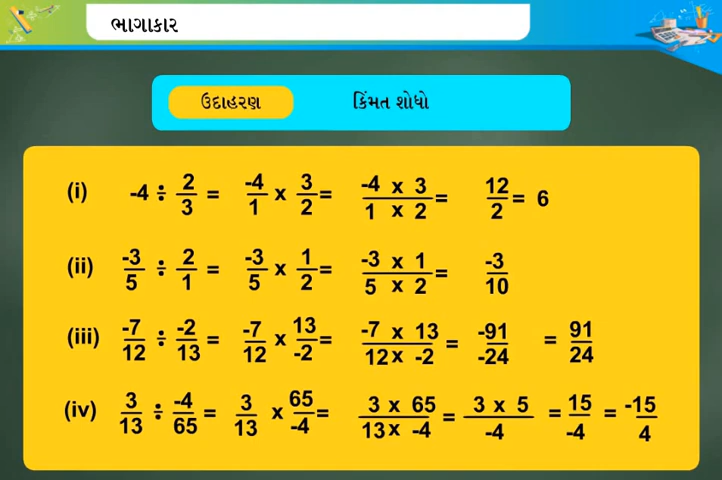 ભાગાકાર
ઉદાહરણ કિંમત શોધો
(i) -4 ÷ 2/3 = -4/1 x 3/2 = -4 x 3/1 x 2 = 12/2 = 6
(ii) -3/5 ÷ 2/1 = -3/5 x 1/2 = -3 x 1/5 x 2 = -3/10
(iii) -7/12 ÷ -2/13 = -7/12 x 13/-2 = -7 x 13/12 x -2 = -91/-24 = 91/24
(iv) 3/13 ÷ -4/65 = 3/13 x 65/-4 = 3 x 65/13 x -4 = 3 x 5/-4 = 15/-4 = -15/4